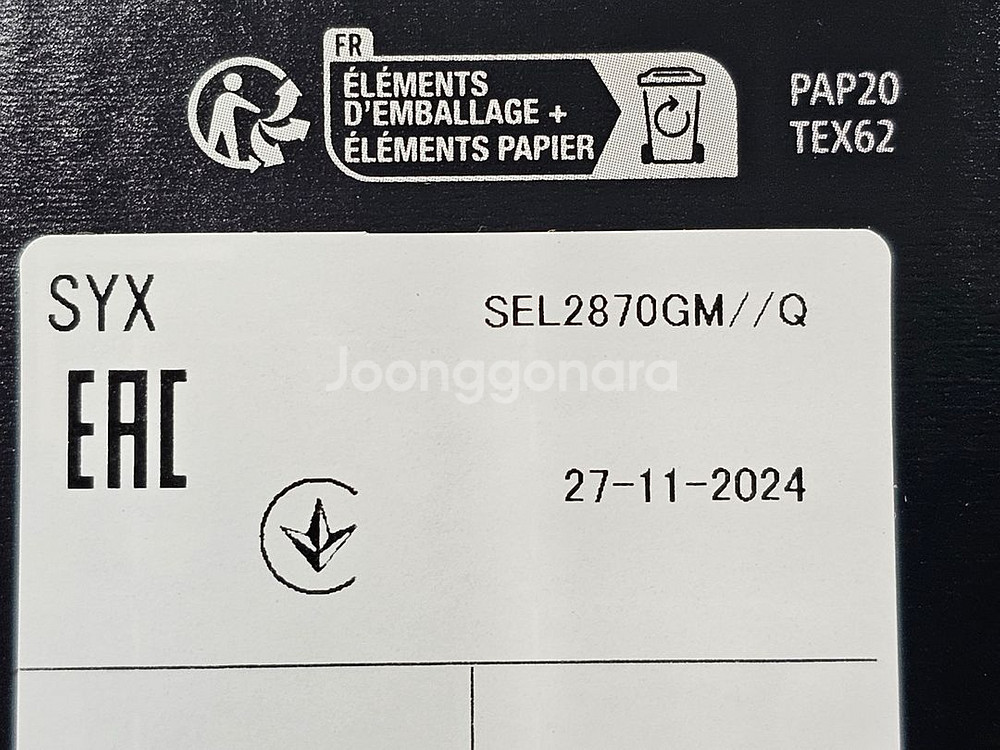 FR
ÉLÉMENTS
D'EMBALLAGE +
ÉLÉMENTS PAPIER
PAP20
TEX62
SYX
SEL2870GM//Q
Joonggonara
EAC
27-11-2024